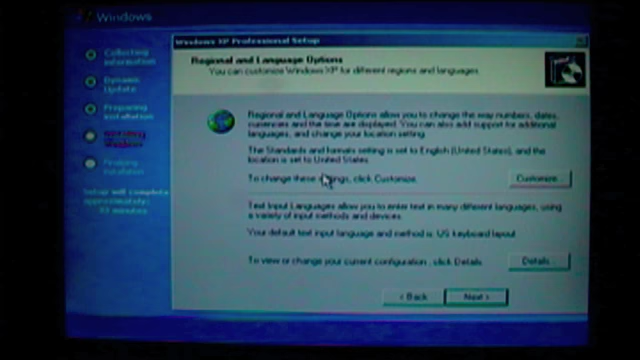 Windows
Windows XP Professional Setup
Regional and Language Options
You can customize Windows XP for different regions and languages.
Collecting
information
Dynamic
Update
Preparing
installation
Installing
Windows
Finalizing
installation
Setup will complete
approximately:
minutes
Regional and Language Options allow you to change the way numbers, dates,
currencies and the time are displayed. You can also add support for additional
languages, and change your location setting.
The Standards and formats setting is set to English (United States), and the
location is set to United States.
To change these settings, click Customize.
Customize...
Text Input Languages allow you to enter text in many different languages, using
a variety of input methods and devices.
Your default text input language and method is: US keyboard layout
To view or change your current configuration, click Details.
Details...
< Back
Next >